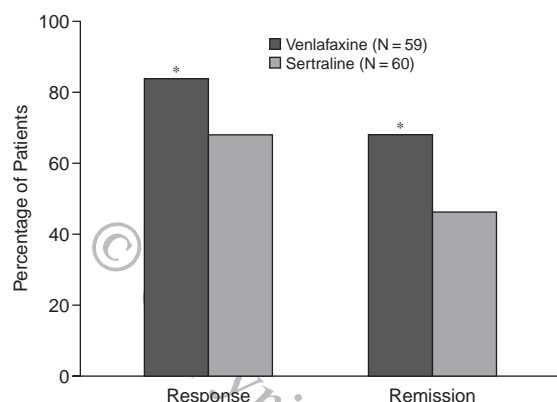 100
80
60
40
20
0
Percentage of Patients
Venlafaxine (N = 59)
Sertraline (N = 60)
*
*
©
Response
Remission